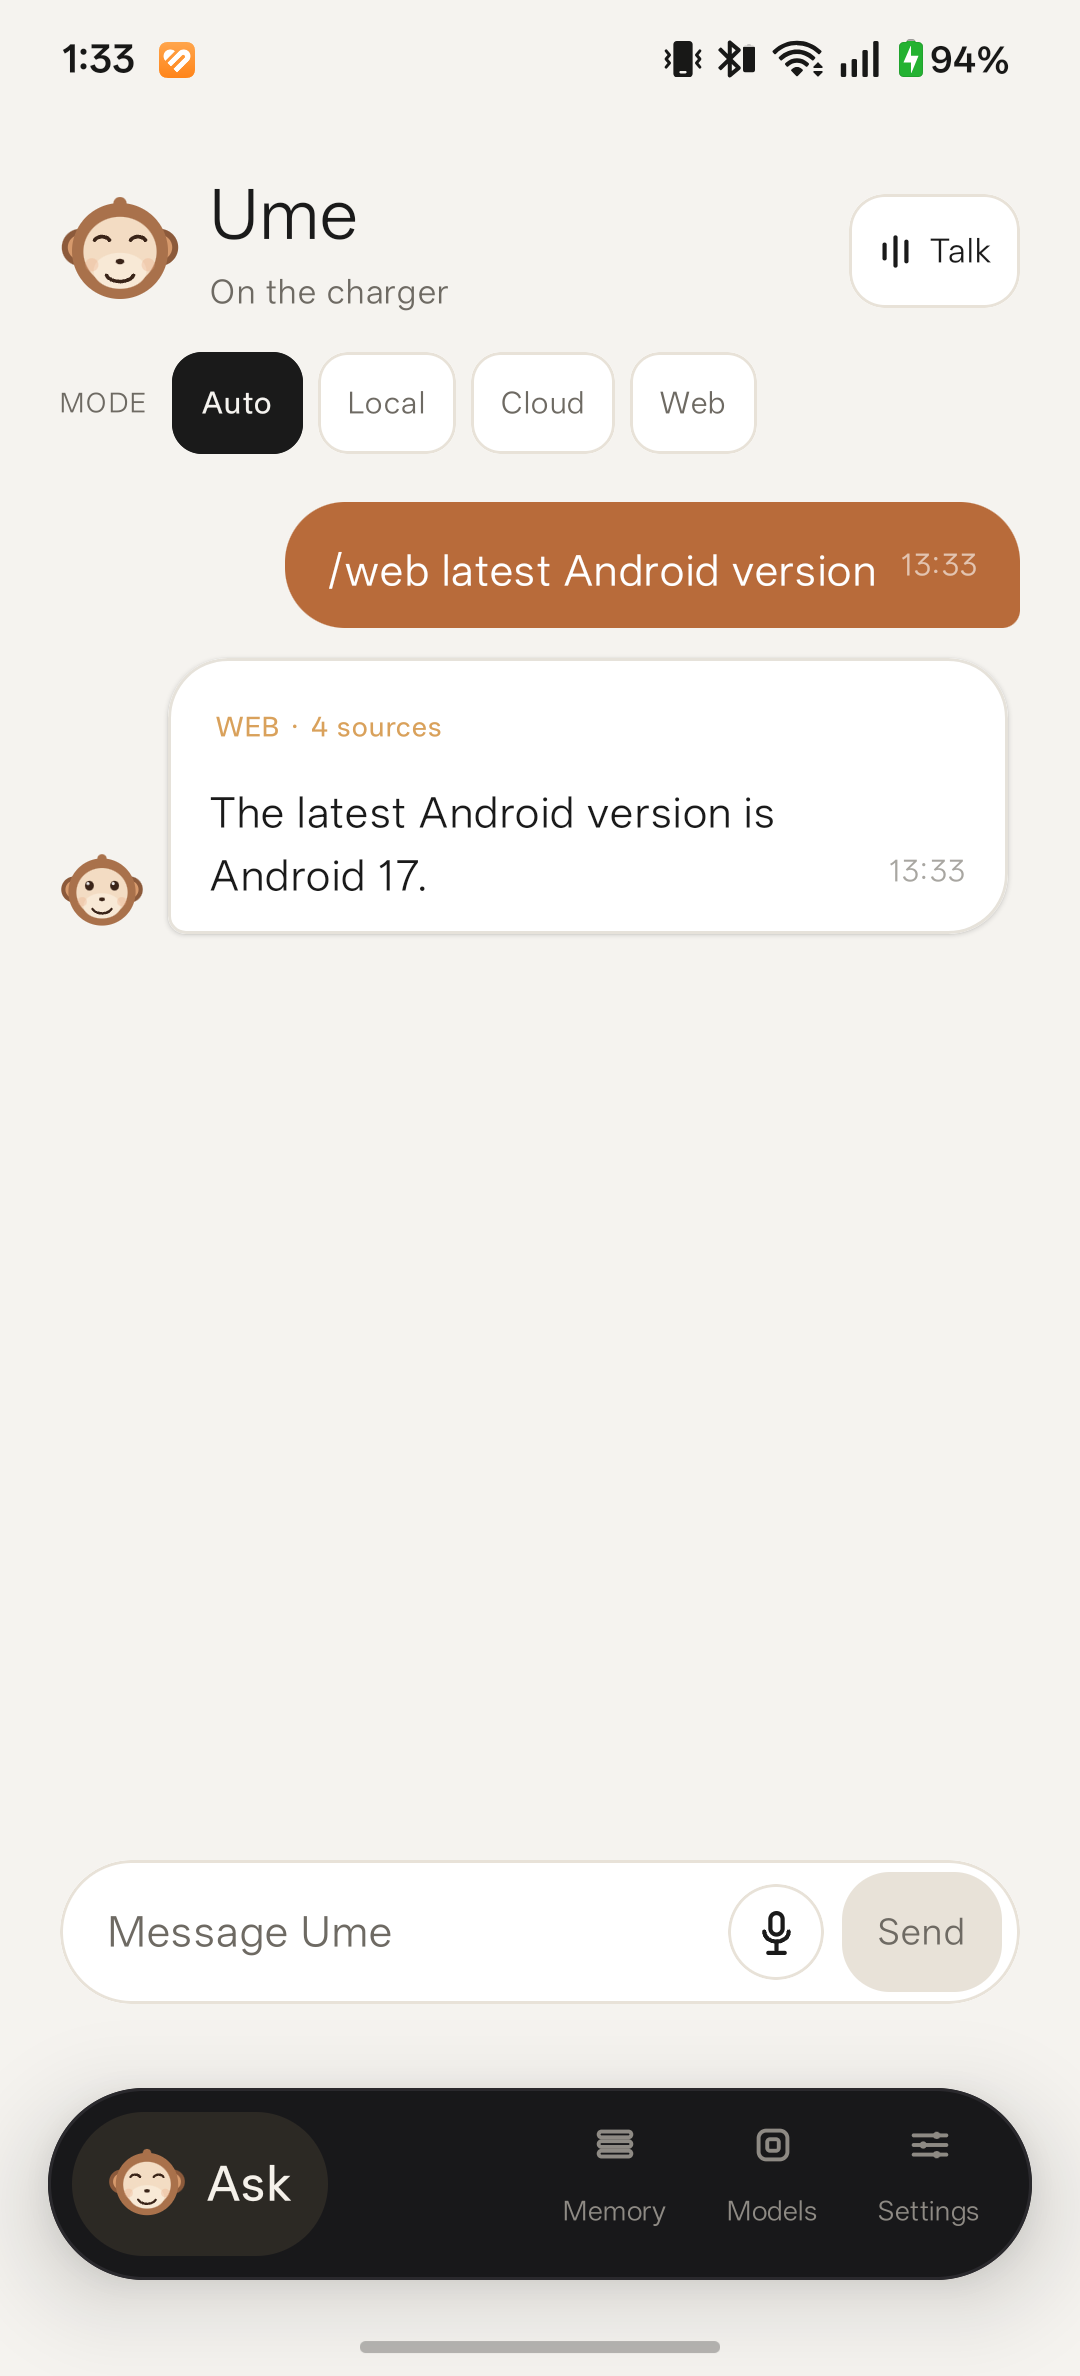 1:33
94%
Ume
On the charger
Talk
MODE
Auto
Local
Cloud
Web
/web latest Android version 13:33
WEB · 4 sources
The latest Android version is
Android 17. 13:33
Message Ume
Send
Ask
Memory
Models
Settings